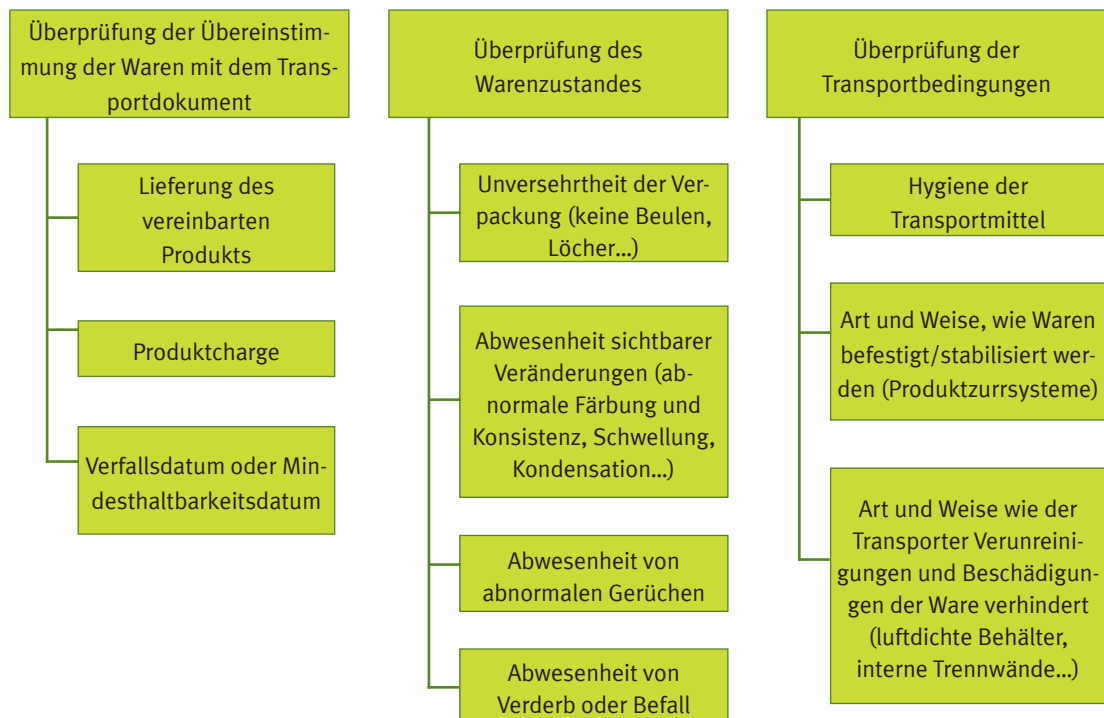 Überprüfung der Übereinstim-
mung der Waren mit dem Trans-
portdokument
Lieferung des
vereinbarten
Produkts
Produktcharge
Verfallsdatum oder Min-
desthaltbarkeitsdatum
Überprüfung des
Warenzustandes
Unversehrtheit der Ver-
packung (keine Beulen,
Löcher...)
Abwesenheit sichtbarer
Veränderungen (ab-
normale Färbung und
Konsistenz, Schwellung,
Kondensation...)
Abwesenheit von
abnormalen Gerüchen
Abwesenheit von
Verderb oder Befall
Überprüfung der
Transportbedingungen
Hygiene der
Transportmittel
Art und Weise, wie Waren
befestigt/stabilisiert wer-
den (Produktzurrsysteme)
Art und Weise wie der
Transporter Verunreini-
gungen und Beschädigun-
gen der Ware verhindert
(luftdichte Behälter,
interne Trennwände...)